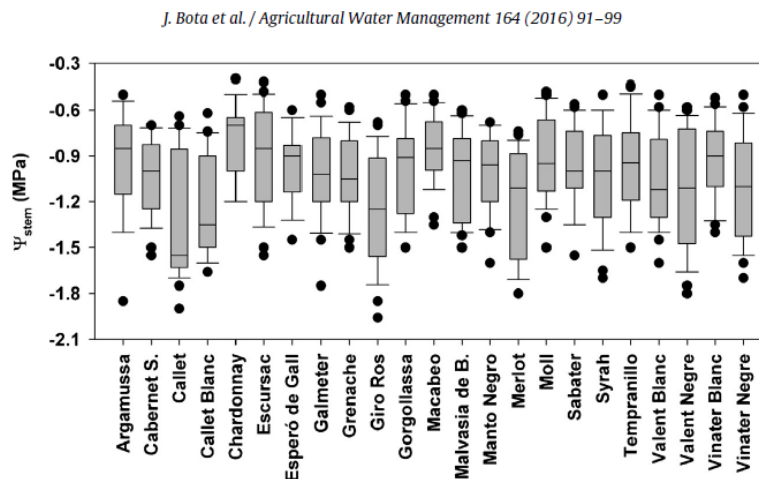 J. Bota et al. / Agricultural Water Management 164 (2016) 91–99
-0.3
-0.6
-0.9
-1.2
-1.5
-1.8
-2.1
Ψstem (MPa)
Argamussa
Cabernet S.
Callet
Callet Blanc
Chardonnay
Escursac
Esperó de Gall
Galmeter
Grenache
Giro Ros
Gorgollassa
Macabeo
Malvasia de B.
Manto Negro
Merlot
Moll
Sabater
Syrah
Tempranillo
Valent Blanc
Valent Negre
Vinater Blanc
Vinater Negre